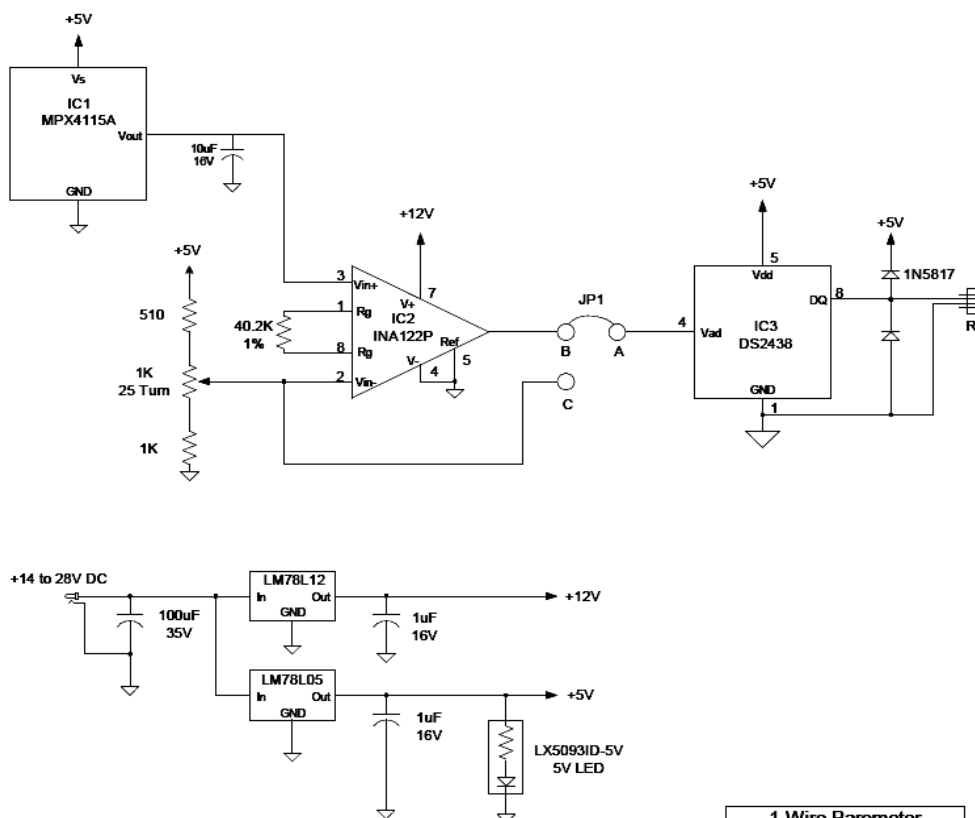 +5V
Vs
IC1
MPX4115A
Vout
GND
10uF
16V
+5V
510
1K
25 Turn
1K
40.2K
1%
+12V
3
Vin+
1
Rg
8
Rg
2
Vin-
V+
7
IC2
INA122P
Ref
5
V-
4
JP1
B
A
C
+5V
5
Vdd
4
Vad
IC3
DS2438
DQ
8
GND
1
+5V
1N5817
R
+14 to 28V DC
100uF
35V
LM78L12
In
Out
GND
1uF
16V
+12V
LM78L05
In
Out
GND
1uF
16V
+5V
LX5093ID-5V
5V LED
1-Wire Barometer